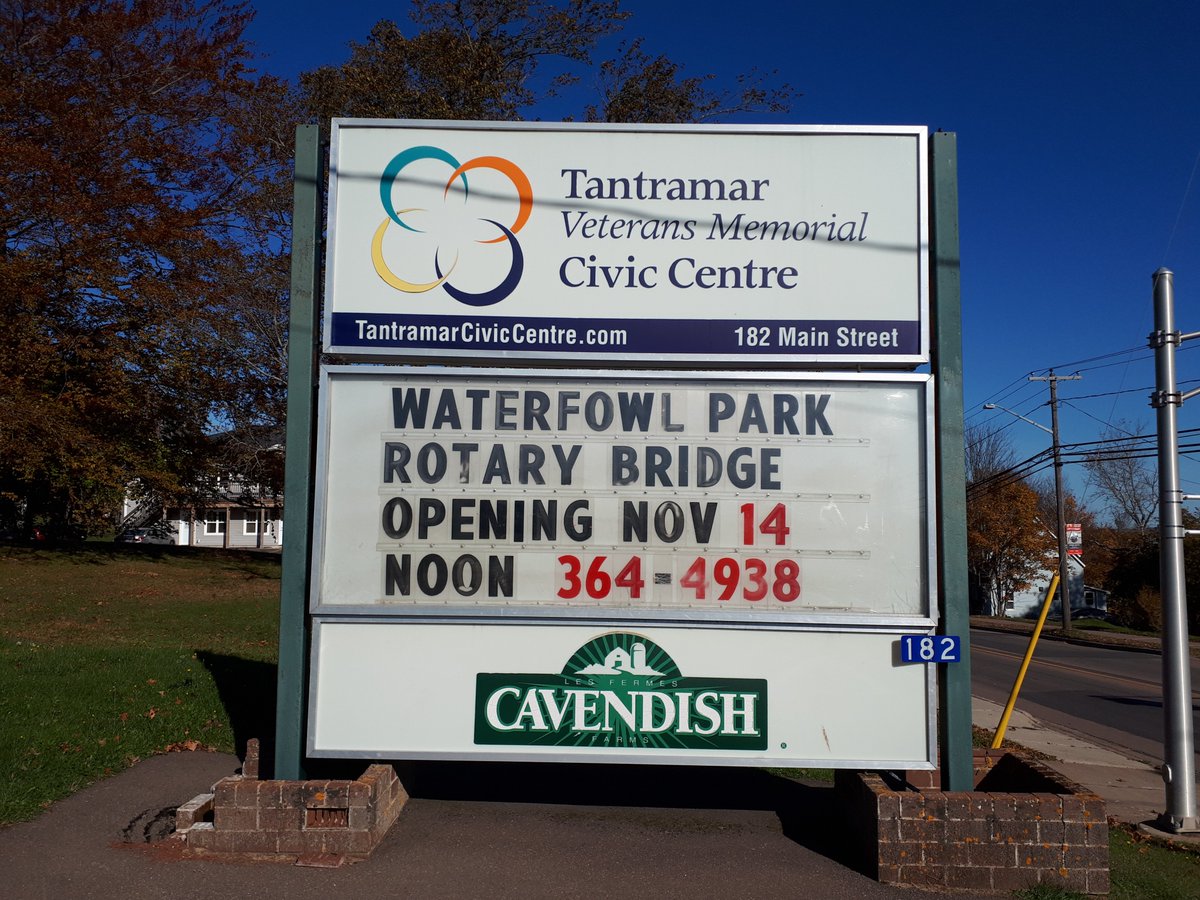 Tantramar
Veterans Memorial
Civic Centre
TantramarCivicCentre.com 182 Main Street
WATERFOWL PARK
ROTARY BRIDGE
OPENING NOV 14
NOON 364-4938
182
LES FERMES
CAVENDISH
FARMS